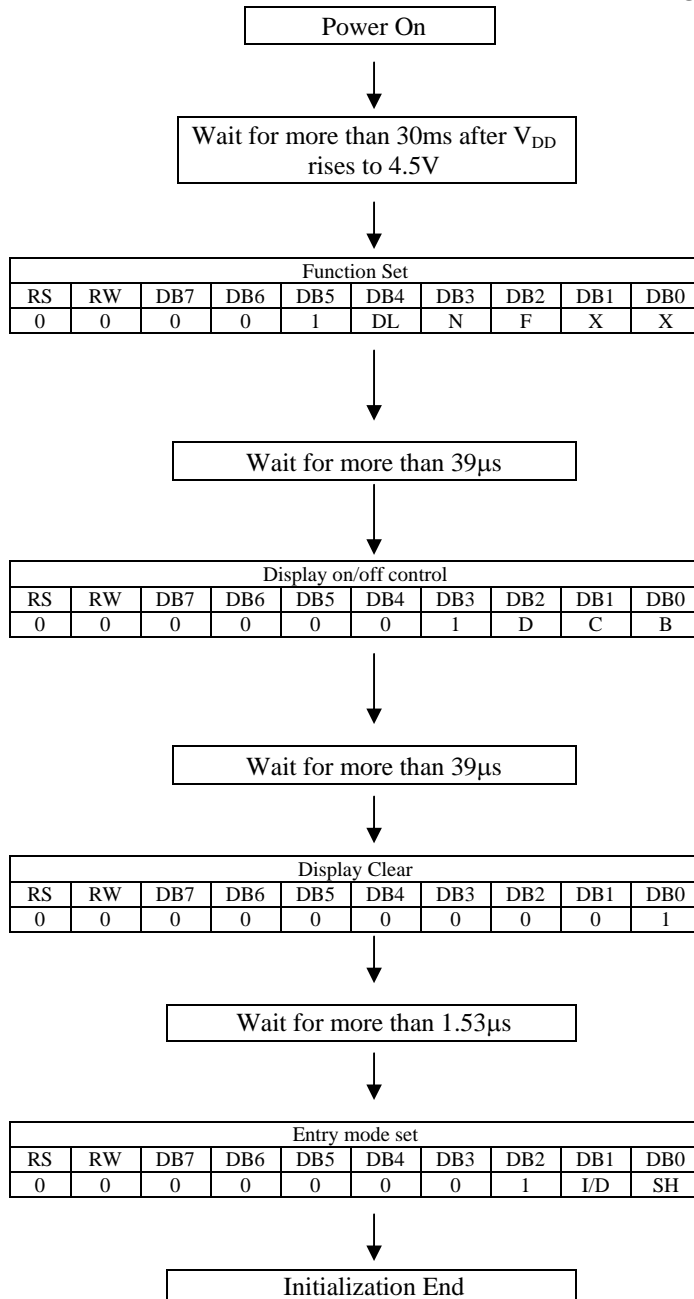 Power On
Wait for more than 30ms after VDD
rises to 4.5V
Function Set
RS RW DB7 DB6 DB5 DB4 DB3 DB2 DB1 DB0
0 0 0 0 1 DL N F X X
Wait for more than 39μs
Display on/off control
RS RW DB7 DB6 DB5 DB4 DB3 DB2 DB1 DB0
0 0 0 0 0 0 1 D C B
Wait for more than 39μs
Display Clear
RS RW DB7 DB6 DB5 DB4 DB3 DB2 DB1 DB0
0 0 0 0 0 0 0 0 0 1
Wait for more than 1.53μs
Entry mode set
RS RW DB7 DB6 DB5 DB4 DB3 DB2 DB1 DB0
0 0 0 0 0 0 0 1 I/D SH
Initialization End